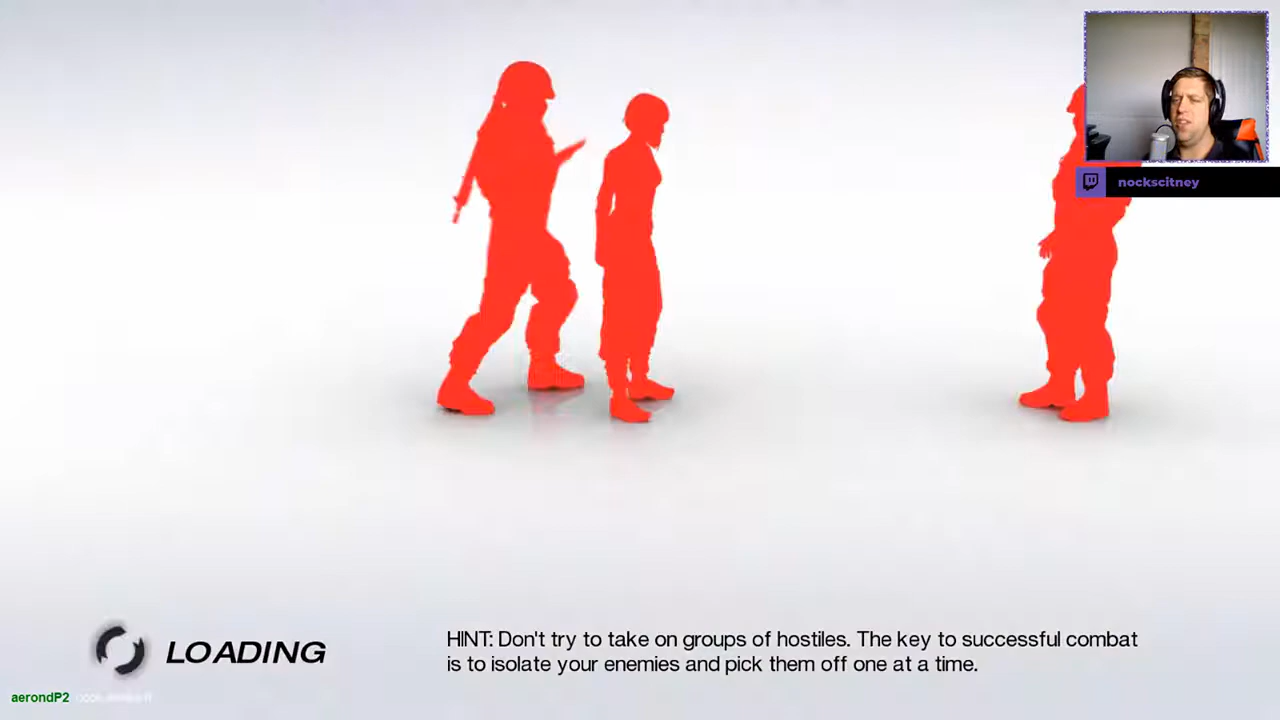 nockscitney
LOADING
HINT: Don't try to take on groups of hostiles. The key to successful combat
is to isolate your enemies and pick them off one at a time.
aerondP2